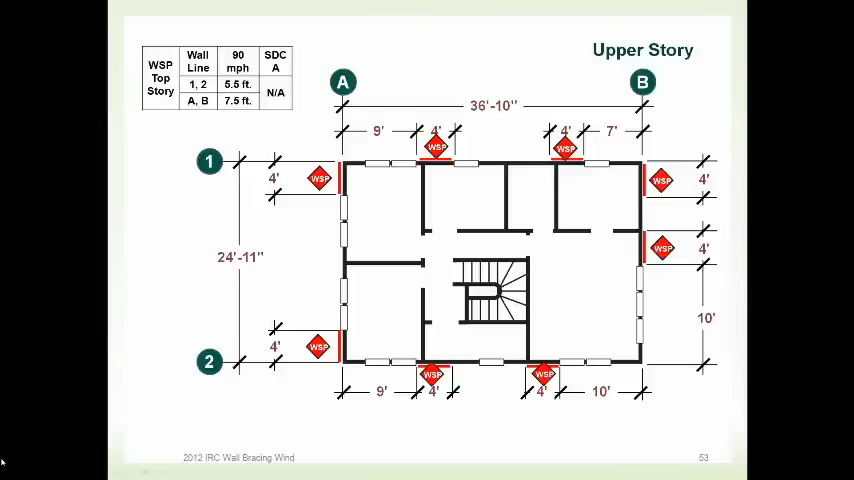 Upper Story
WSP Top Story
Wall Line
90 mph
SDC A
1, 2
5.5 ft.
N/A
A, B
7.5 ft.
A
B
36'-10"
9'
4'
4'
7'
WSP
WSP
1
4'
WSP
WSP
4'
WSP
4'
24'-11"
10'
4'
WSP
2
WSP
WSP
9'
4'
4'
10'
2012 IRC Wall Bracing Wind
53